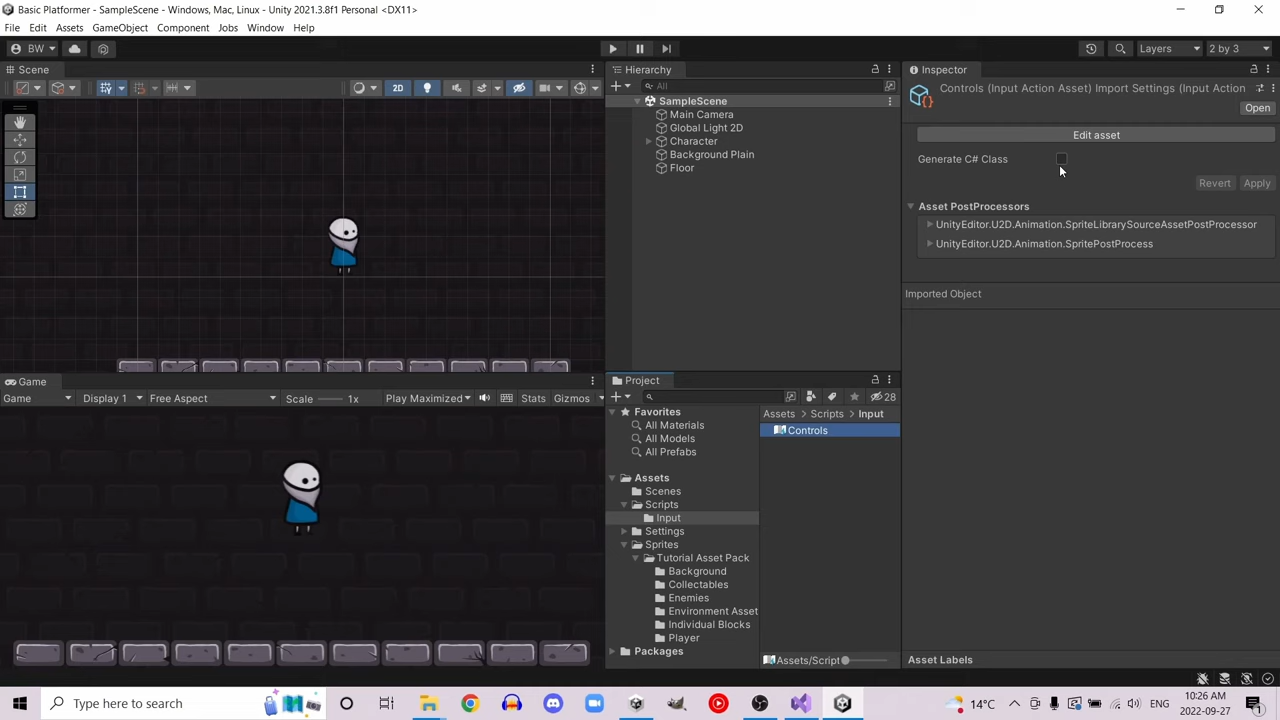 Basic Platformer - SampleScene - Windows, Mac, Linux - Unity 2021.3.8f1 Personal <DX11>
File Edit Assets GameObject Component Jobs Window Help
BW Layers 2 by 3
Scene
2D
Hierarchy
All
SampleScene
Main Camera
Global Light 2D
Character
Background Plain
Floor
Inspector
Controls (Input Action Asset) Import Settings (Input Action
Open
Edit asset
Generate C# Class
Revert Apply
Asset PostProcessors
UnityEditor.U2D.Animation.SpriteLibrarySourceAssetPostProcessor
UnityEditor.U2D.Animation.SpritePostProcess
Imported Object
Game
Game Display 1 Free Aspect Scale 1x Play Maximized Stats Gizmos
Project
28
Favorites
All Materials
All Models
All Prefabs
Assets
Scenes
Scripts
Input
Settings
Sprites
Tutorial Asset Pack
Background
Collectables
Enemies
Environment Asset
Individual Blocks
Player
Packages
Assets Scripts Input
Controls
Assets/Script
Asset Labels
Type here to search
14°C
ENG
10:26 AM
2022-09-27
1